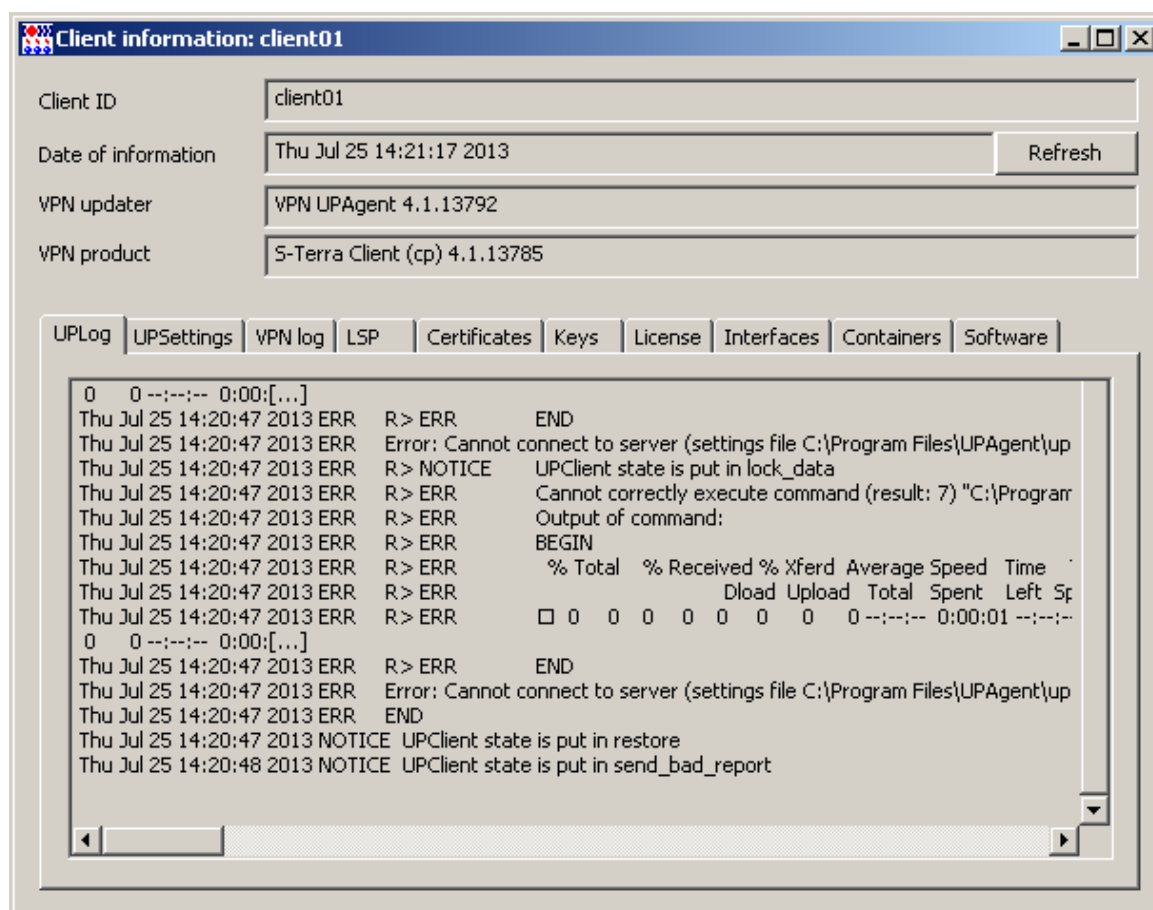 Client information: client01
Client ID client01
Date of information Thu Jul 25 14:21:17 2013 Refresh
VPN updater VPN UPAgent 4.1.13792
VPN product S-Terra Client (cp) 4.1.13785
UPLog UPSettings VPN log LSP Certificates Keys License Interfaces Containers Software
0 0 --:--:-- 0:00:[...]
Thu Jul 25 14:20:47 2013 ERR R> ERR END
Thu Jul 25 14:20:47 2013 ERR Error: Cannot connect to server (settings file C:\Program Files\UPAgent\up
Thu Jul 25 14:20:47 2013 ERR R> NOTICE UPClient state is put in lock_data
Thu Jul 25 14:20:47 2013 ERR R> ERR Cannot correctly execute command (result: 7) "C:\Program
Thu Jul 25 14:20:47 2013 ERR R> ERR Output of command:
Thu Jul 25 14:20:47 2013 ERR R> ERR BEGIN
Thu Jul 25 14:20:47 2013 ERR R> ERR % Total % Received % Xferd Average Speed Time
Thu Jul 25 14:20:47 2013 ERR R> ERR Dload Upload Total Spent Left Sp
Thu Jul 25 14:20:47 2013 ERR R> ERR □ 0 0 0 0 0 0 0 0 --:--:-- 0:00:01 --:--:--
0 0 --:--:-- 0:00:[...]
Thu Jul 25 14:20:47 2013 ERR R> ERR END
Thu Jul 25 14:20:47 2013 ERR Error: Cannot connect to server (settings file C:\Program Files\UPAgent\up
Thu Jul 25 14:20:47 2013 ERR END
Thu Jul 25 14:20:47 2013 NOTICE UPClient state is put in restore
Thu Jul 25 14:20:48 2013 NOTICE UPClient state is put in send_bad_report